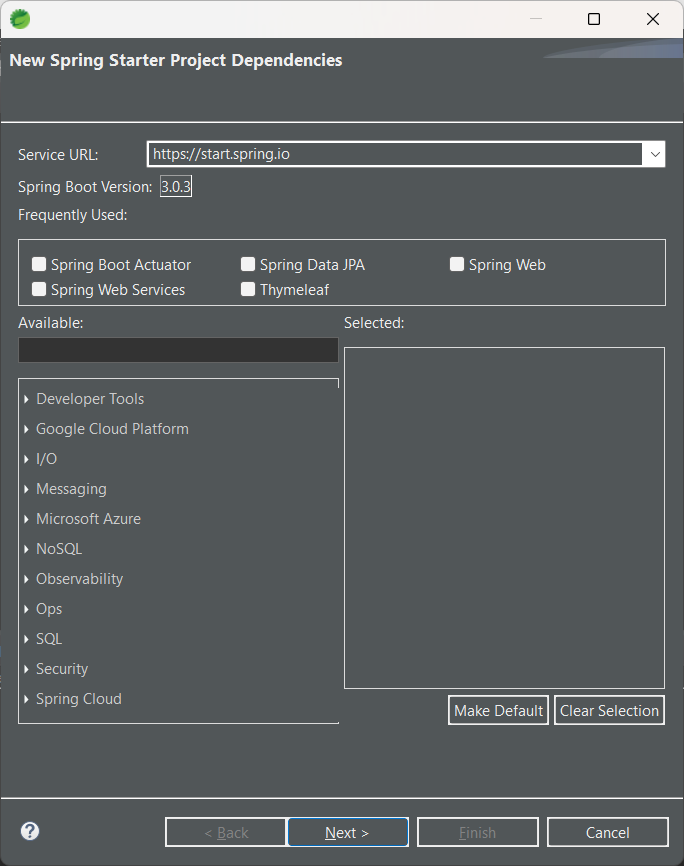 New Spring Starter Project Dependencies
Service URL: https://start.spring.io
Spring Boot Version: 3.0.3
Frequently Used:
Spring Boot Actuator Spring Data JPA Spring Web
Spring Web Services Thymeleaf
Available: Selected:
Developer Tools
Google Cloud Platform
I/O
Messaging
Microsoft Azure
NoSQL
Observability
Ops
SQL
Security
Spring Cloud
Make Default Clear Selection
? < Back Next > Finish Cancel